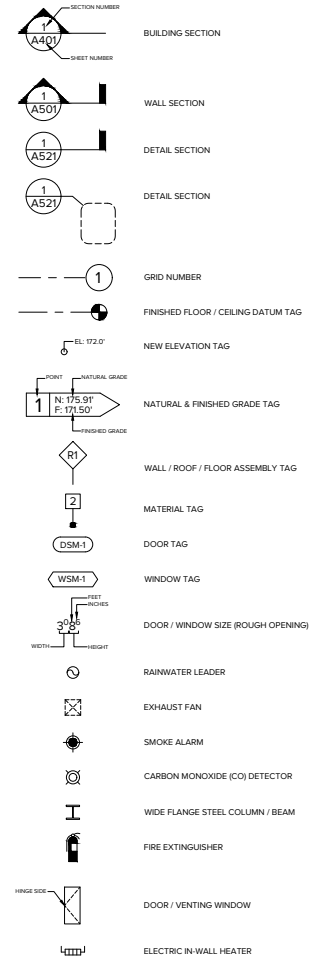 SECTION NUMBER
1
A401
SHEET NUMBER
BUILDING SECTION
1
A501
WALL SECTION
1
A521
DETAIL SECTION
1
A521
DETAIL SECTION
1
GRID NUMBER
FINISHED FLOOR / CEILING DATUM TAG
EL: 172.0'
NEW ELEVATION TAG
POINT
NATURAL GRADE
1
N: 175.91'
F: 171.50'
FINISHED GRADE
NATURAL & FINISHED GRADE TAG
R1
WALL / ROOF / FLOOR ASSEMBLY TAG
2
MATERIAL TAG
DSM-1
DOOR TAG
WSM-1
WINDOW TAG
FEET
INCHES
3⁰8⁶
WIDTH
HEIGHT
DOOR / WINDOW SIZE (ROUGH OPENING)
RAINWATER LEADER
EXHAUST FAN
SMOKE ALARM
CARBON MONOXIDE (CO) DETECTOR
WIDE FLANGE STEEL COLUMN / BEAM
FIRE EXTINGUISHER
HINGE SIDE
DOOR / VENTING WINDOW
ELECTRIC IN-WALL HEATER